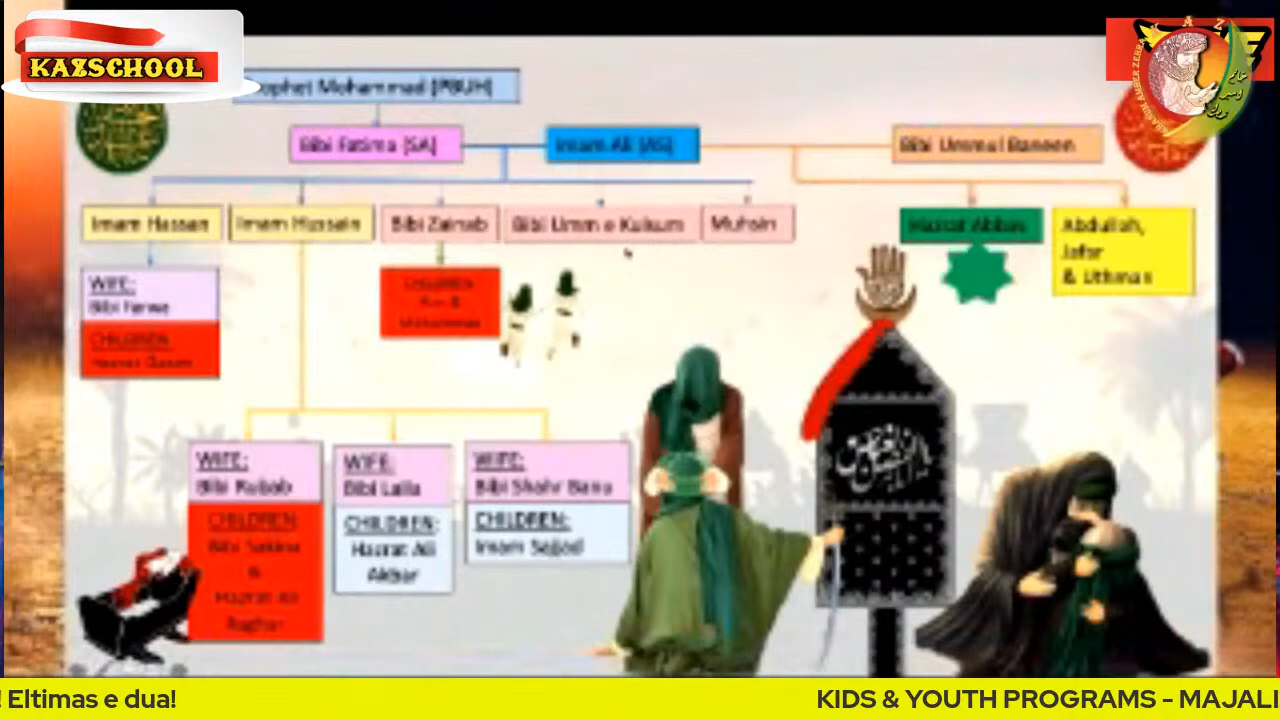 KAZSCHOOL
ophet Mohammad (PBUH)
Bibi Fatima (SA)
Imam Ali (AS)
Bibi Ummul Baneen
Imam Hassan
Imam Hussain
Bibi Zainab
Bibi Umm e Kulsum
Muhsin
Hazrat Abbas
Abdullah,
Jafar
& Uthman
WIFE:
Bibi Farwa
CHILDREN:
Hazrat Qasim
CHILDREN:
WIFE:
Bibi Rubab
CHILDREN:
Bibi Sakina
&
Hazrat Ali
Asghar
WIFE:
Bibi Laila
CHILDREN:
Hazrat Ali
Akbar
WIFE:
Bibi Shahr Banu
CHILDREN:
Imam Sajjad
! Eltimas e dua!
KIDS & YOUTH PROGRAMS - MAJALI